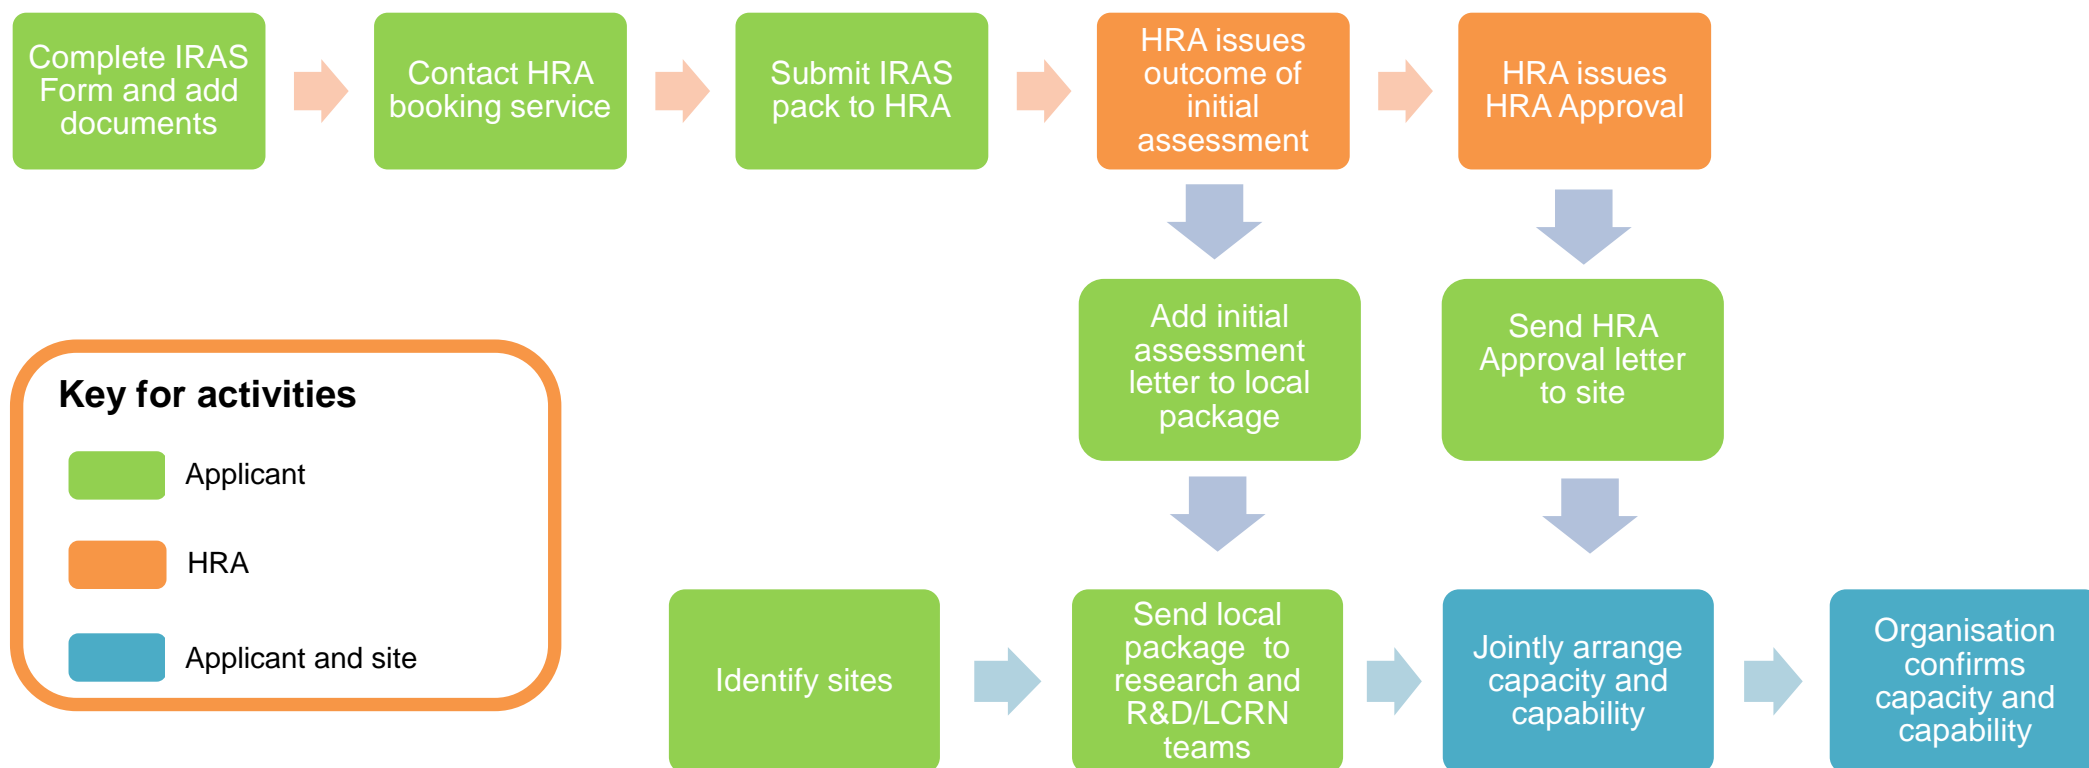 Complete IRAS
Form and add
documents
Contact HRA
booking service
Submit IRAS
pack to HRA
HRA issues
outcome of
initial
assessment
HRA issues
HRA Approval
Add initial
assessment
letter to local
package
Send HRA
Approval letter
to site
Key for activities
Applicant
HRA
Applicant and site
Identify sites
Send local
package to
research and
R&D/LCRN
teams
Jointly arrange
capacity and
capability
Organisation
confirms
capacity and
capability